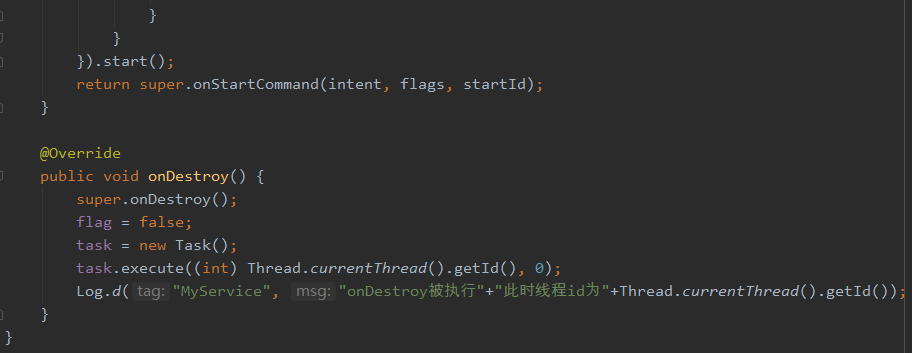 }
}
}).start();
return super.onStartCommand(intent, flags, startId);
}
@Override
public void onDestroy() {
super.onDestroy();
flag = false;
task = new Task();
task.execute((int) Thread.currentThread().getId(), 0);
Log.d( tag: "MyService", msg: "onDestroy被执行"+"此时线程id为"+Thread.currentThread().getId());
}
}